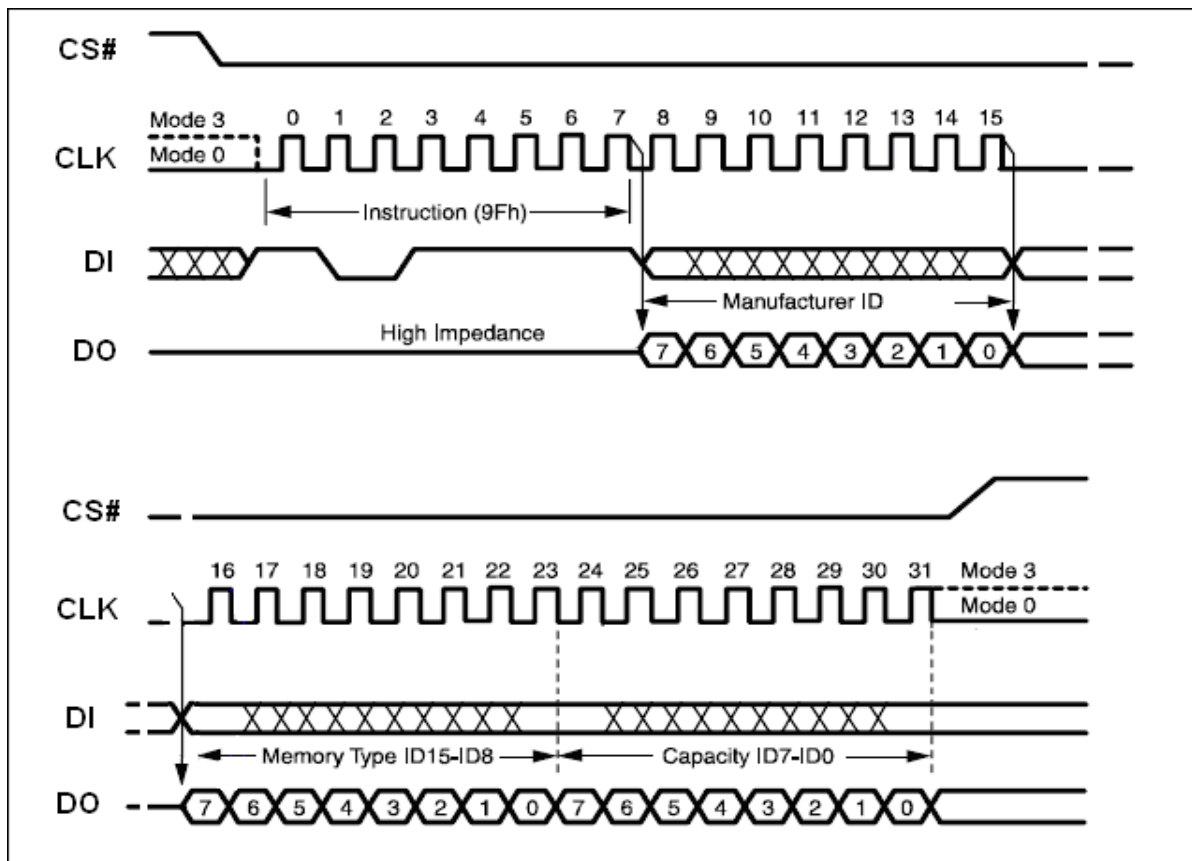 CS#
0 1 2 3 4 5 6 7 8 9 10 11 12 13 14 15
Mode 3
Mode 0
CLK
Instruction (9Fh)
DI
Manufacturer ID
High Impedance
DO
7 6 5 4 3 2 1 0
CS#
16 17 18 19 20 21 22 23 24 25 26 27 28 29 30 31
Mode 3
Mode 0
CLK
DI
Memory Type ID15-ID8
Capacity ID7-ID0
DO
7 6 5 4 3 2 1 0 7 6 5 4 3 2 1 0